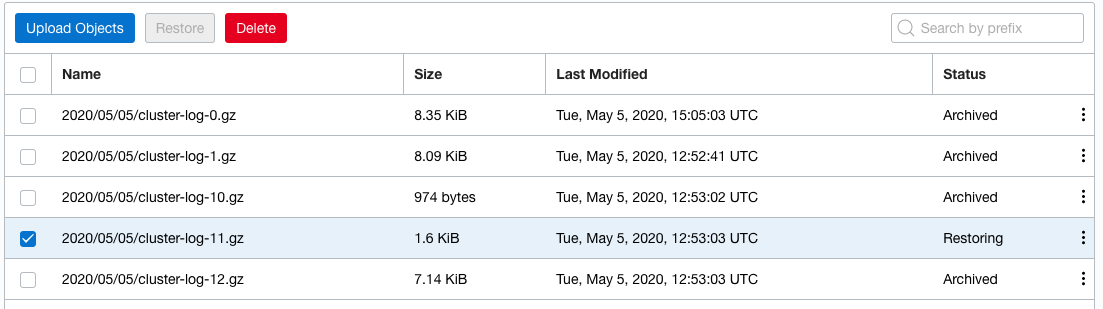 Upload Objects Restore Delete Search by prefix
Name Size Last Modified Status
2020/05/05/cluster-log-0.gz 8.35 KiB Tue, May 5, 2020, 15:05:03 UTC Archived
2020/05/05/cluster-log-1.gz 8.09 KiB Tue, May 5, 2020, 12:52:41 UTC Archived
2020/05/05/cluster-log-10.gz 974 bytes Tue, May 5, 2020, 12:53:02 UTC Archived
2020/05/05/cluster-log-11.gz 1.6 KiB Tue, May 5, 2020, 12:53:03 UTC Restoring
2020/05/05/cluster-log-12.gz 7.14 KiB Tue, May 5, 2020, 12:53:03 UTC Archived